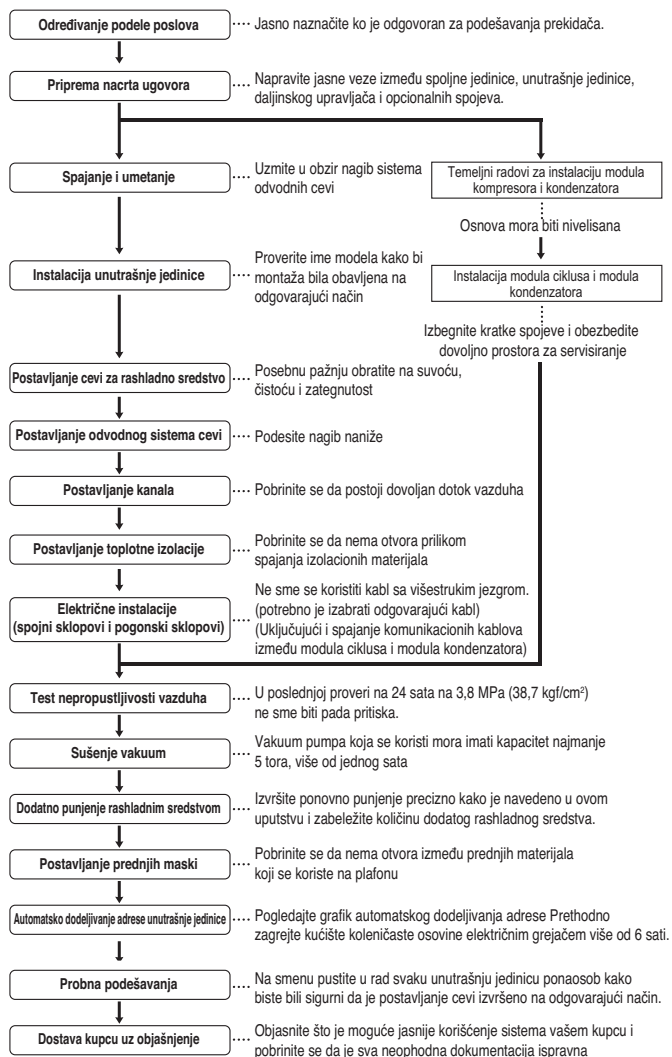 Određivanje podele poslova
Jasno naznačite ko je odgovoran za podešavanja prekidača.
Priprema nacrta ugovora
Napravite jasne veze između spoljne jedinice, unutrašnje jedinice,
daljinskog upravljača i opcionalnih spojeva.
Spajanje i umetanje
Uzmite u obzir nagib sistema
odvodnih cevi
Temeljni radovi za instalaciju modula
kompresora i kondenzatora
Osnova mora biti nivelisana
Instalacija unutrašnje jedinice
Proverite ime modela kako bi
montaža bila obavljena na
odgovarajući način
Instalacija modula ciklusa i modula
kondenzatora
Izbegnite kratke spojeve i obezbedite
dovoljno prostora za servisiranje
Postavljanje cevi za rashladno sredstvo
Posebnu pažnju obratite na suvoću,
čistoću i zategnutost
Postavljanje odvodnog sistema cevi
Podesite nagib naniže
Postavljanje kanala
Pobrinite se da postoji dovoljan dotok vazduha
Postavljanje toplotne izolacije
Pobrinite se da nema otvora prilikom
spajanja izolacionih materijala
Električne instalacije
(spojni sklopovi i pogonski sklopovi)
Ne sme se koristiti kabl sa višestrukim jezgrom.
(potrebno je izabrati odgovarajući kabl)
(Uključujući i spajanje komunikacionih kablova
između modula ciklusa i modula kondenzatora)
Test nepropustljivosti vazduha
U poslednjoj proveri na 24 sata na 3,8 MPa (38,7 kgf/cm²)
ne sme biti pada pritiska.
Sušenje vakuum
Vakuum pumpa koja se koristi mora imati kapacitet najmanje
5 tora, više od jednog sata
Dodatno punjenje rashladnim sredstvom
Izvršite ponovno punjenje precizno kako je navedeno u ovom
uputstvu i zabeležite količinu dodatog rashladnog sredstva.
Postavljanje prednjih maski
Pobrinite se da nema otvora između prednjih materijala
koji se koriste na plafonu
Automatsko dodeljivanje adrese unutrašnje jedinice
Pogledajte grafik automatskog dodeljivanja adrese Prethodno
zagrejte kućište koleničaste osovine električnim grejačem više od 6 sati.
Probna podešavanja
Na smenu pustite u rad svaku unutrašnju jedinicu ponaosob kako
biste bili sigurni da je postavljanje cevi izvršeno na odgovarajući način.
Dostava kupcu uz objašnjenje
Objasnite što je moguće jasnije korišćenje sistema vašem kupcu i
pobrinite se da je sva neophodna dokumentacija ispravna